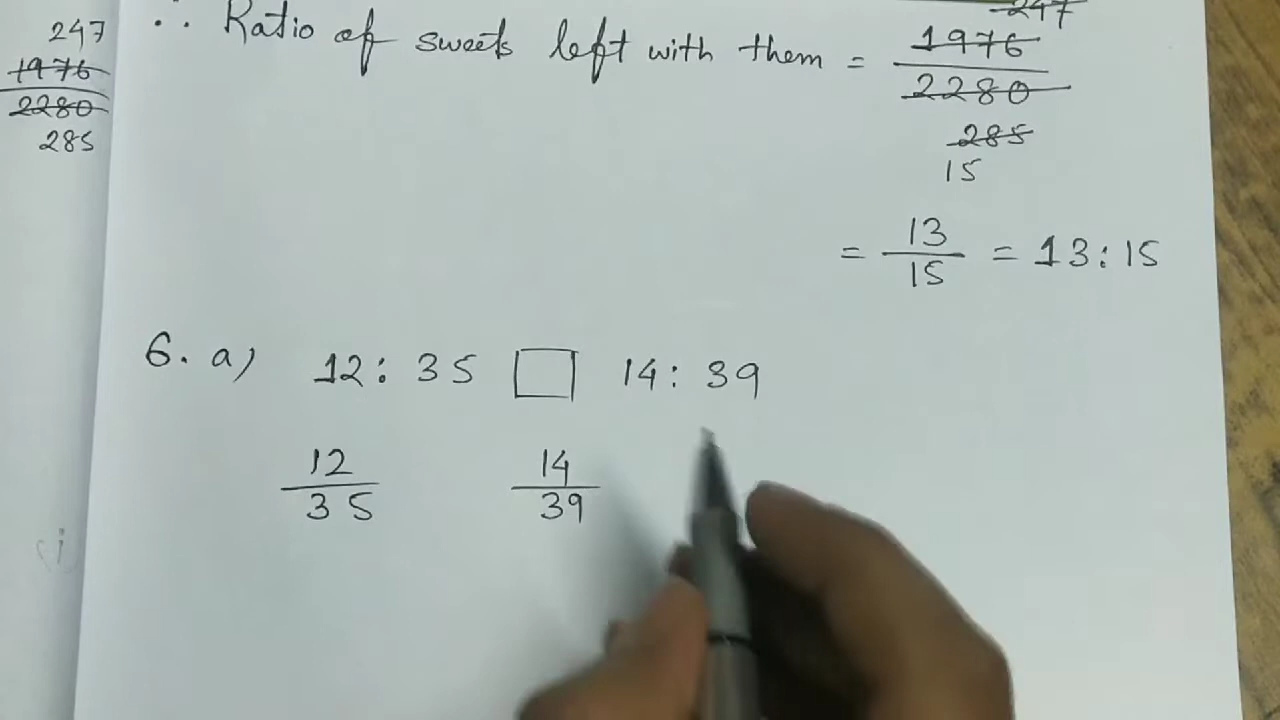 247
1976
2280
285
∴ Ratio of sweets left with them = 1976/2280
247
285
15
= 13/15 = 13:15
6. a) 12:35 □ 14:39
12/35 14/39